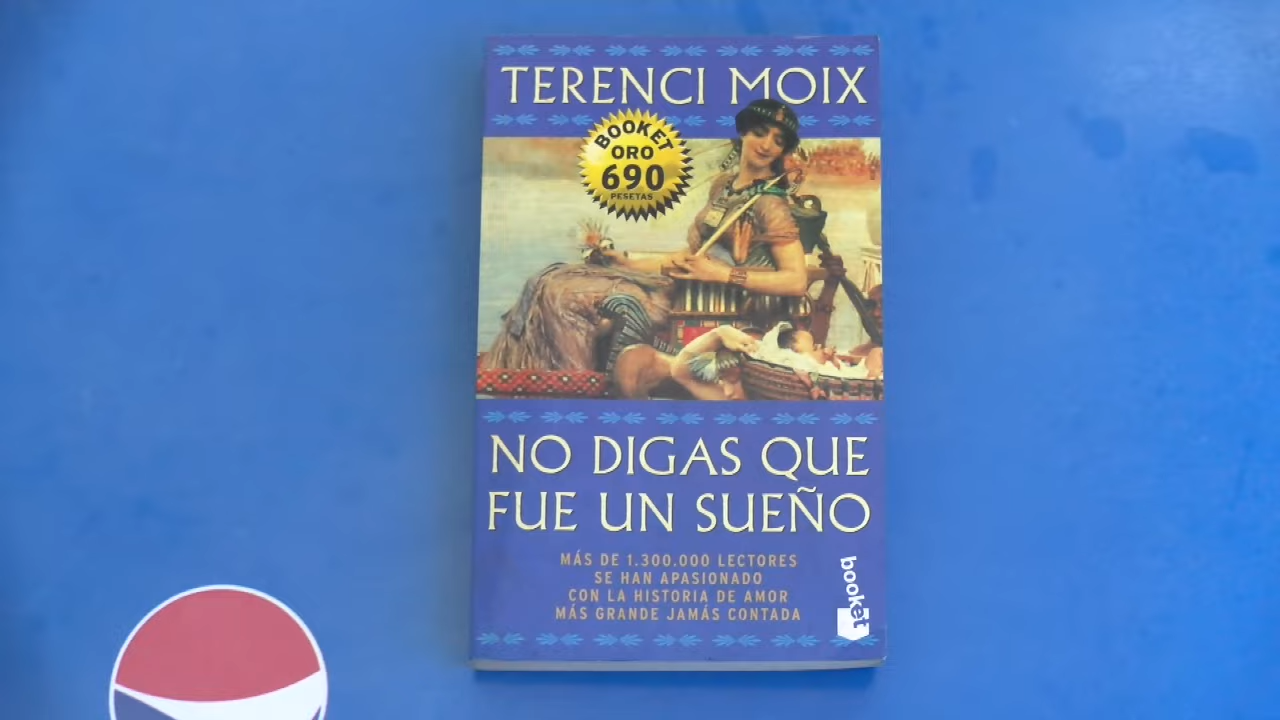 TERENCI MOIX
BOOKET
ORO
690
PESETAS
NO DIGAS QUE
FUE UN SUEÑO
MÁS DE 1.300.000 LECTORES
SE HAN APASIONADO
CON LA HISTORIA DE AMOR
MÁS GRANDE JAMÁS CONTADA
booket